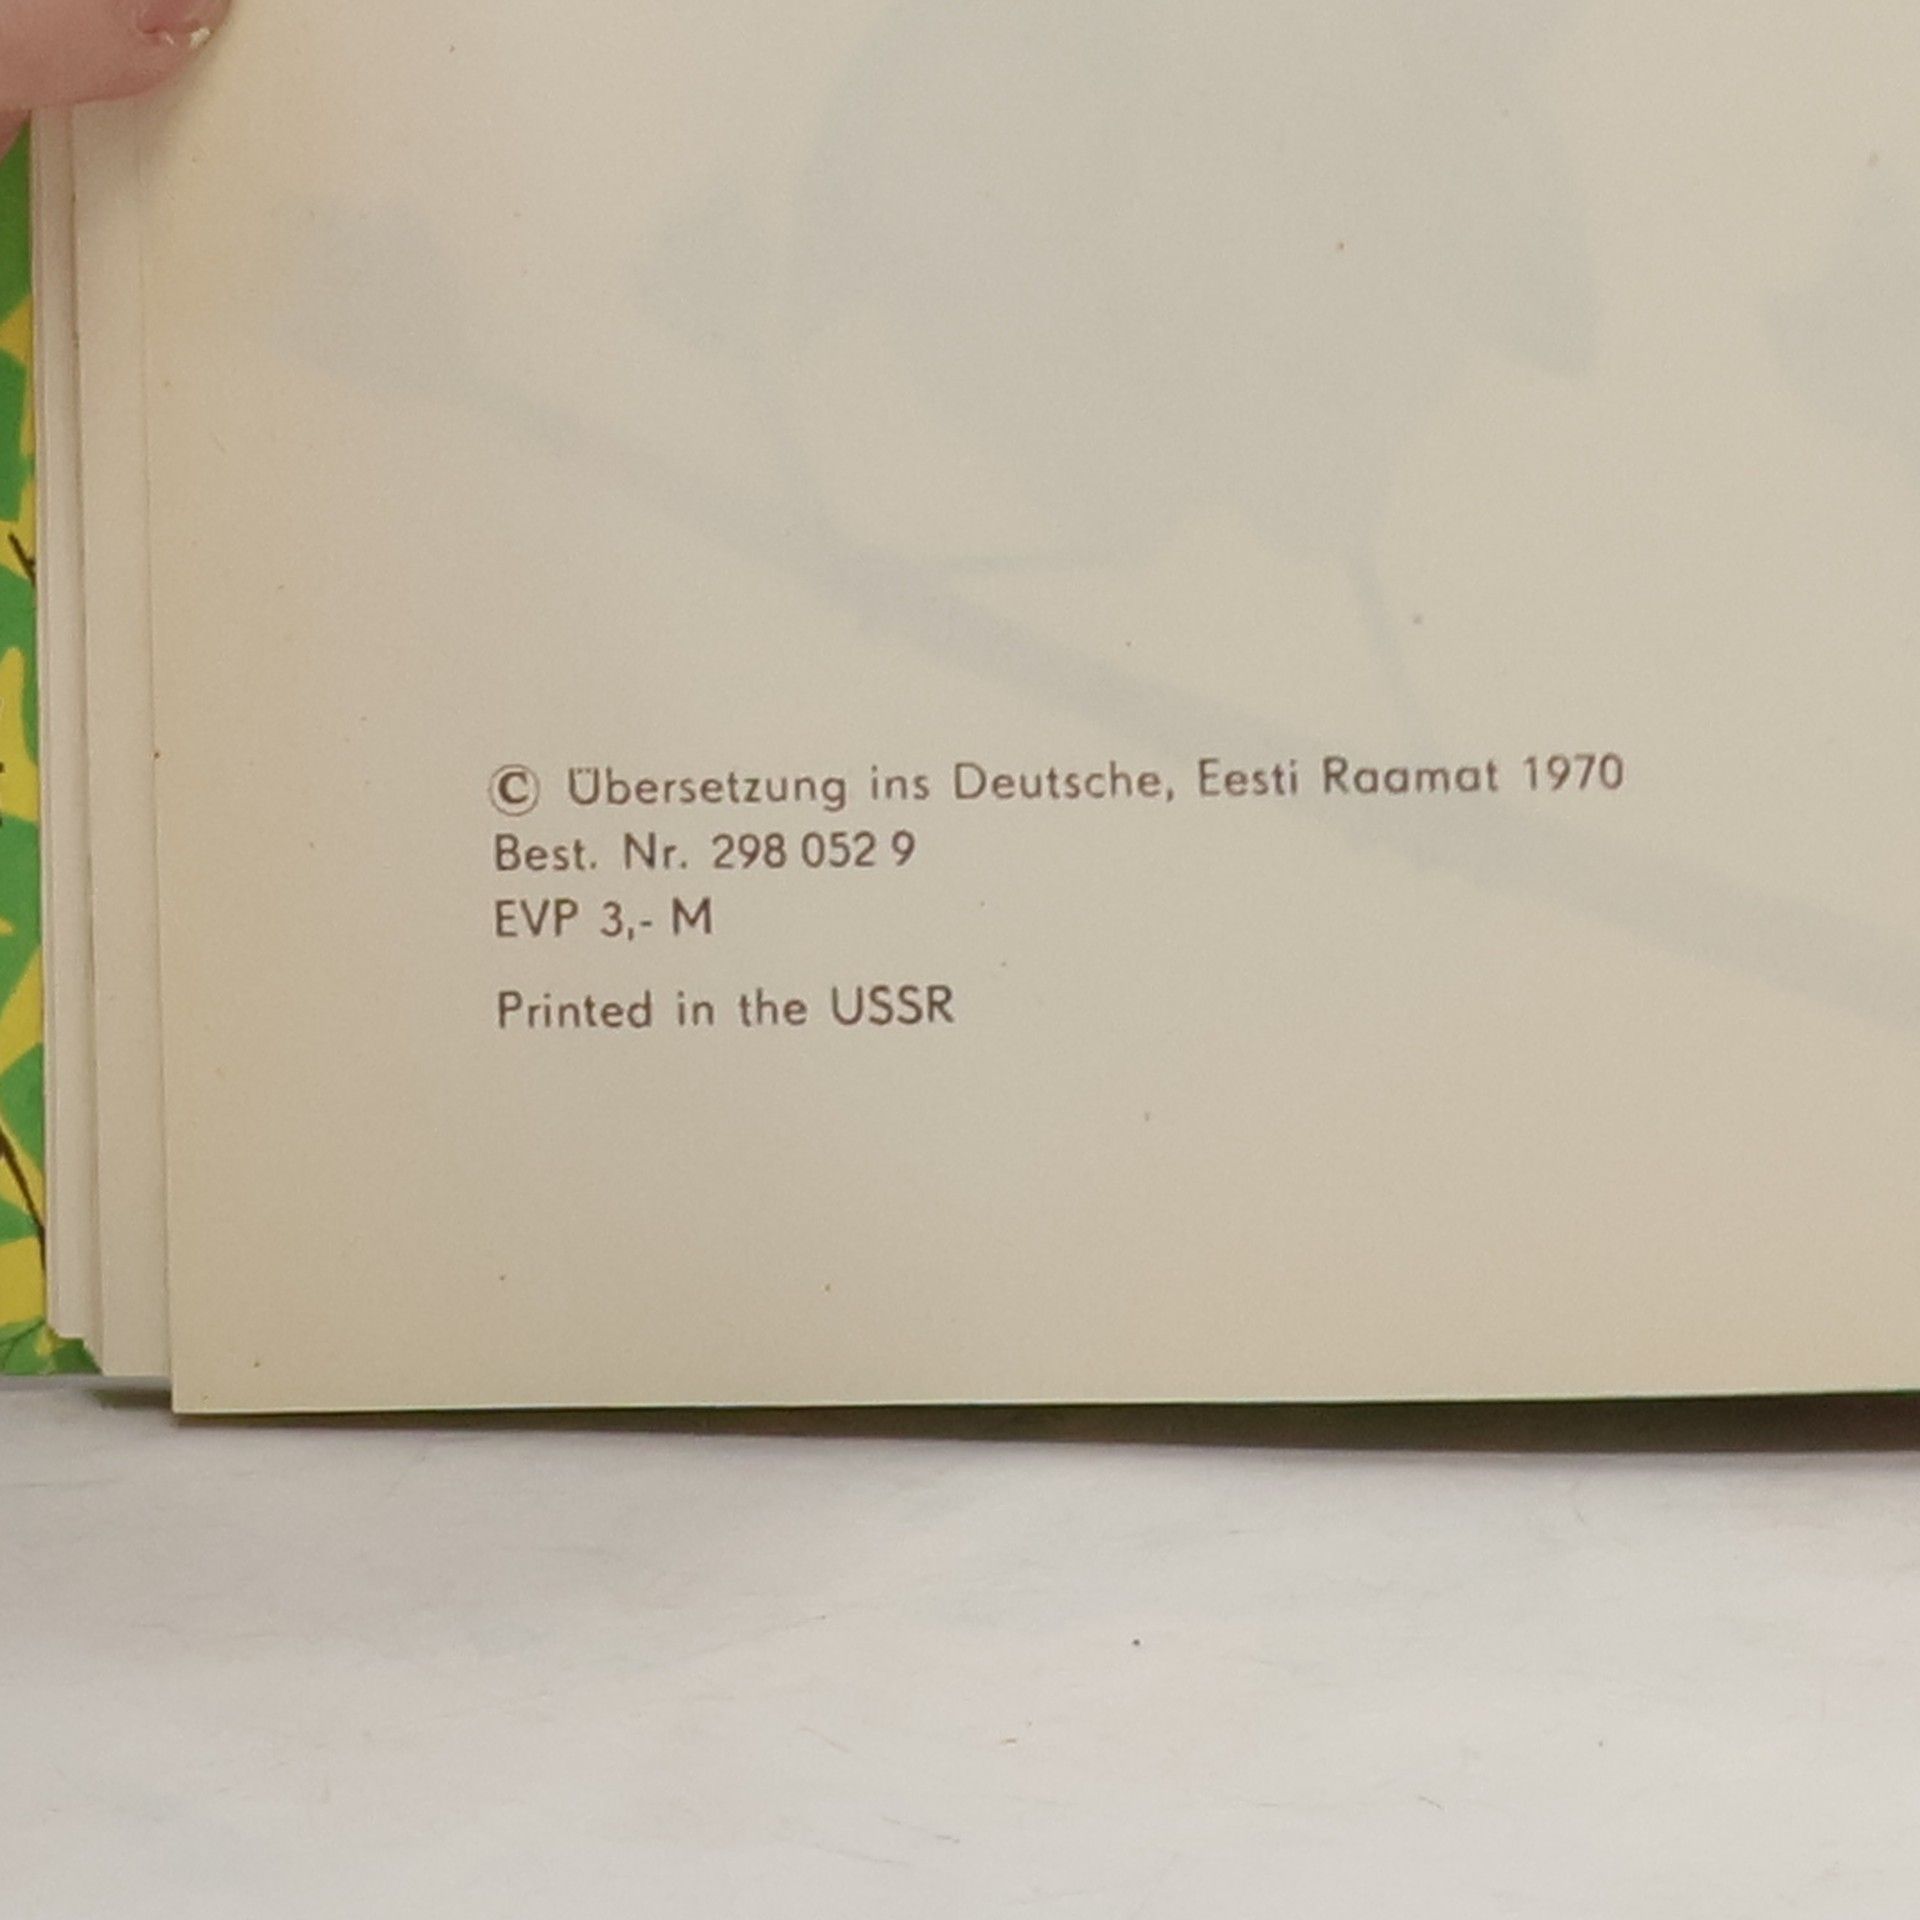 © Übersetzung ins Deutsche, Eesti Raamat 1970
Best. Nr. 298 052 9
EVP 3,- M
Printed in the USSR